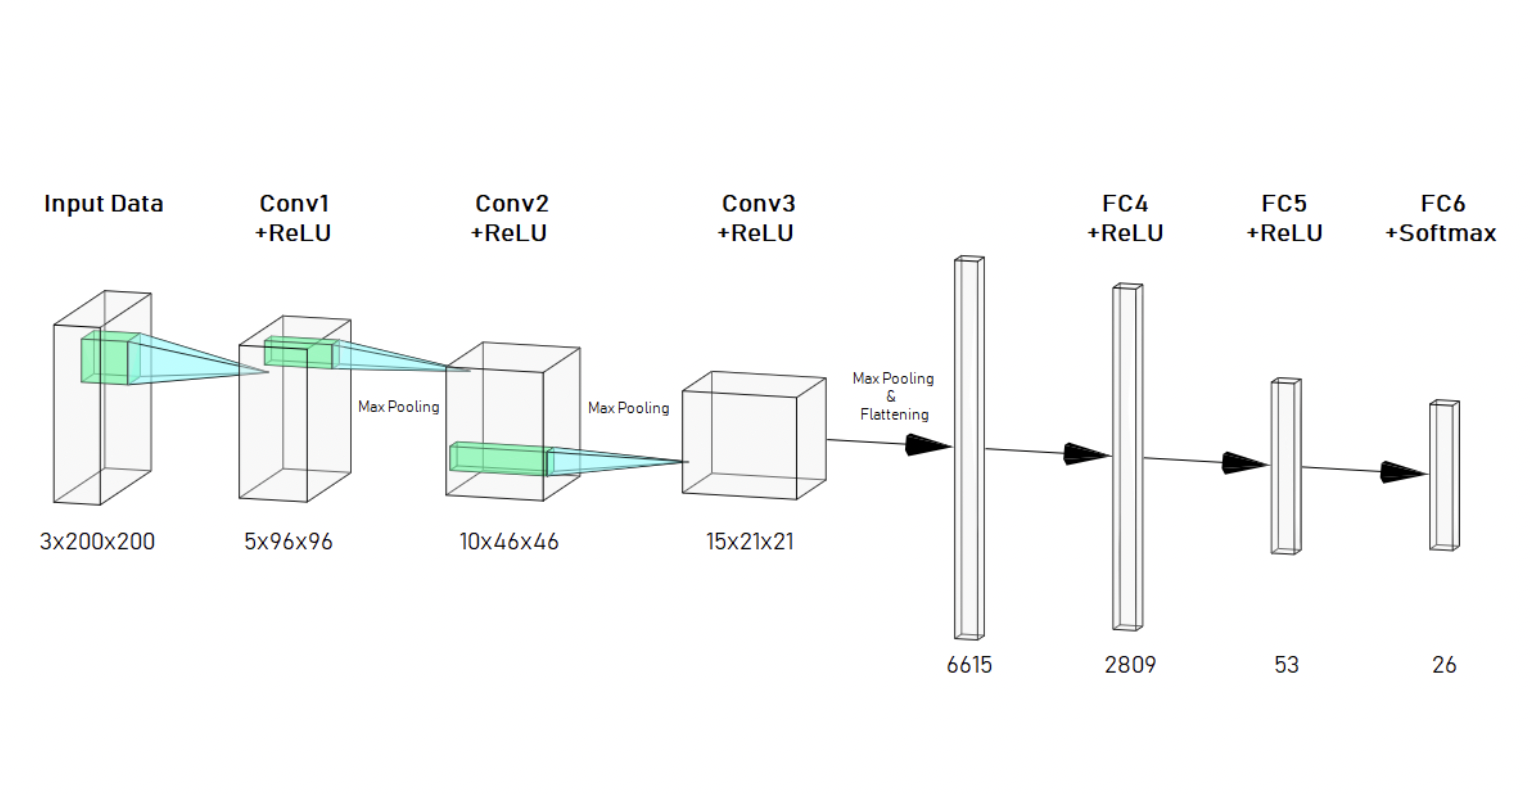 Input Data
Conv1
+ReLU
Conv2
+ReLU
Conv3
+ReLU
FC4
+ReLU
FC5
+ReLU
FC6
+Softmax
Max Pooling
Max Pooling
Max Pooling
&
Flattening
3x200x200
5x96x96
10x46x46
15x21x21
6615
2809
53
26